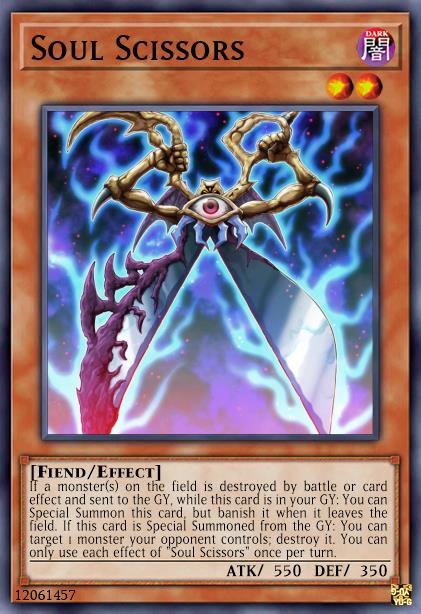 Soul Scissors
DARK
闇
[Fiend/Effect]
If a monster(s) on the field is destroyed by battle or card
effect and sent to the GY, while this card is in your GY: You can
Special Summon this card, but banish it when it leaves the
field. If this card is Special Summoned from the GY: You can
target 1 monster your opponent controls; destroy it. You can
only use each effect of "Soul Scissors" once per turn.
ATK/ 550 DEF/ 350
12061457